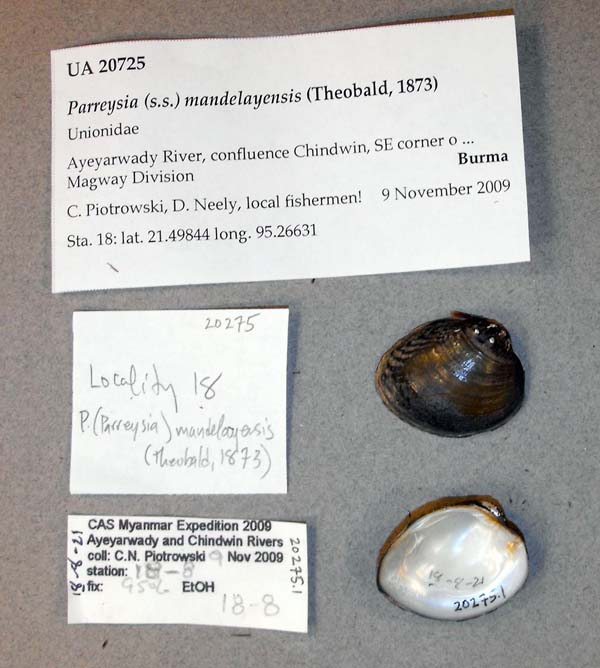 UA 20725
Parreysia (s.s.) mandelayensis (Theobald, 1873)
Unionidae
Ayeyarwady River, confluence Chindwin, SE corner o ...
Magway Division
Burma
C. Piotrowski, D. Neely, local fishermen! 9 November 2009
Sta. 18: lat. 21.49844 long. 95.26631
20275
Locality 18
P. (Parreysia) mandelayensis
(Theobald, 1873)
CAS Myanmar Expedition 2009
Ayeyarwady and Chindwin Rivers
coll: C.N. Piotrowski 9 Nov 2009
station: 18-8
fix: 95% EtOH
18-8
18-8-21
20275.1
18-8-21
20275.1